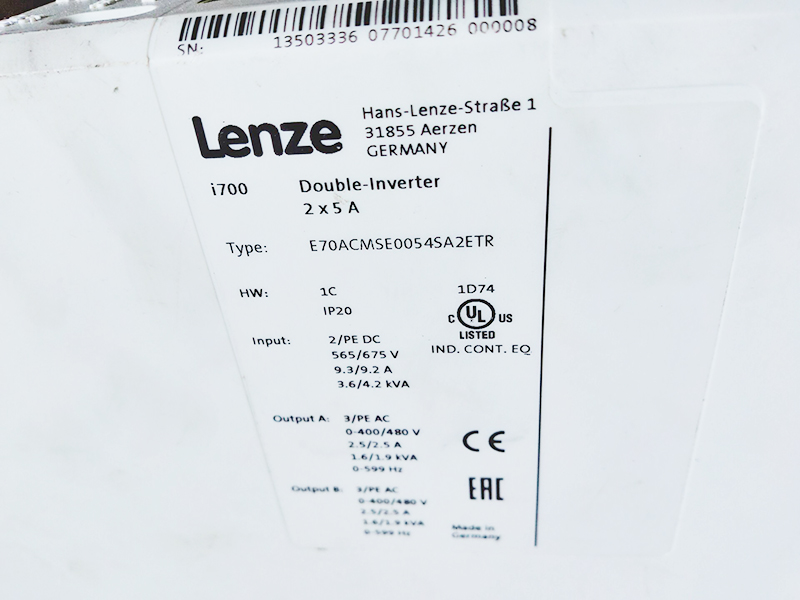 SN: 13503336 07701426 000008
Lenze
Hans-Lenze-Straße 1
31855 Aerzen
GERMANY
i700 Double-Inverter
2 x 5 A
Type: E70ACMSE0054SA2ETR
HW: 1C
IP20
1D74
C UL US
LISTED
IND. CONT. EQ
Input: 2/PE DC
565/675 V
9.3/9.2 A
3.6/4.2 kVA
Output A: 3/PE AC
0-400/480 V
2.5/2.5 A
1.6/1.9 kVA
0-599 Hz
CE
Output B: 3/PE AC
0-400/480 V
2.5/2.5 A
1.6/1.9 kVA
0-599 Hz
EAC
Made in
Germany